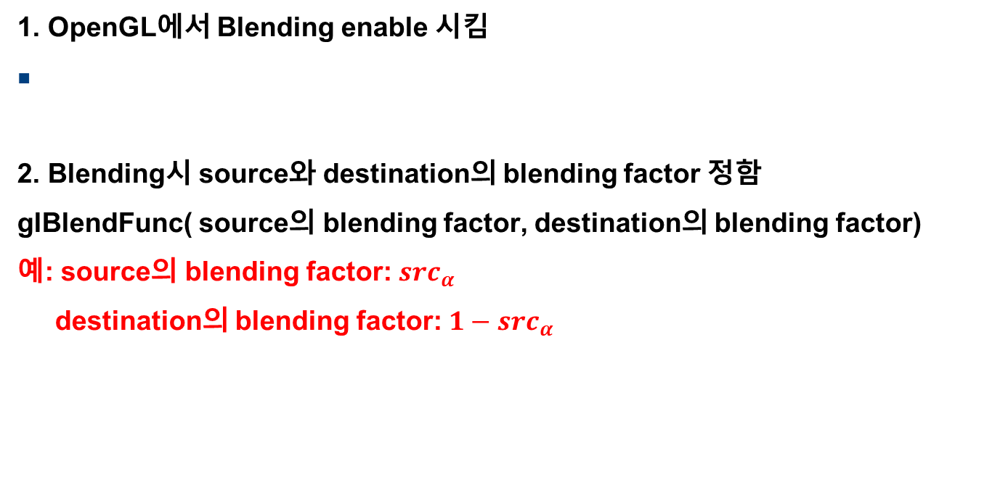 1. OpenGL에서 Blending enable 시킴
2. Blending시 source와 destination의 blending factor 정함
glBlendFunc( source의 blending factor, destination의 blending factor)
예: source의 blending factor: src_α
destination의 blending factor: 1 − src_α